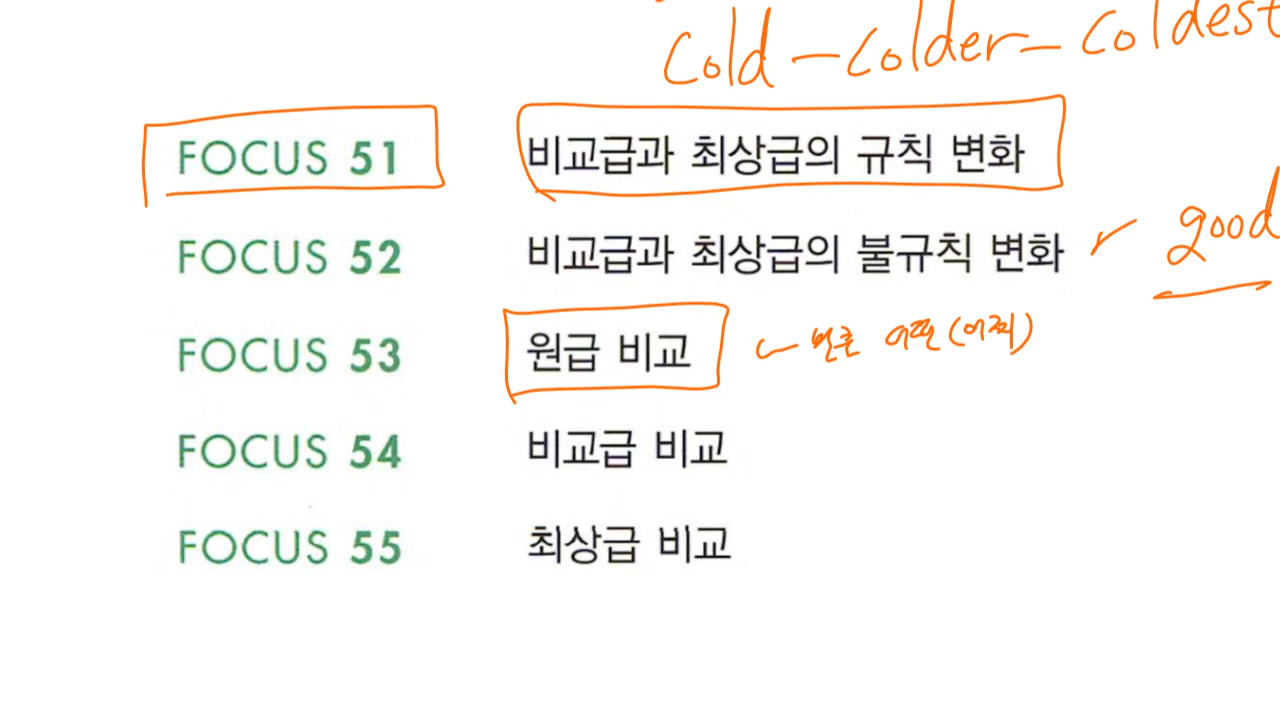 cold - colder - coldest
FOCUS 51 비교급과 최상급의 규칙 변화
FOCUS 52 비교급과 최상급의 불규칙 변화 good
FOCUS 53 원급 비교
FOCUS 54 비교급 비교
FOCUS 55 최상급 비교